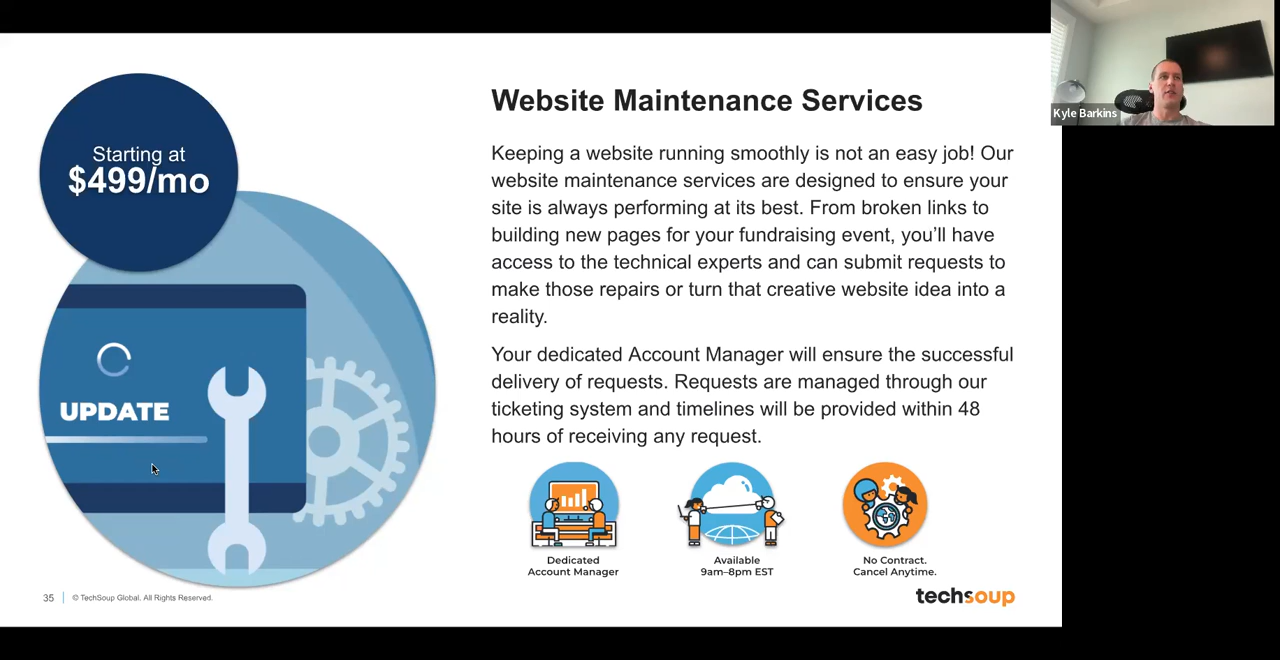 Starting at
$499/mo
UPDATE
Website Maintenance Services
Keeping a website running smoothly is not an easy job! Our
website maintenance services are designed to ensure your
site is always performing at its best. From broken links to
building new pages for your fundraising event, you’ll have
access to the technical experts and can submit requests to
make those repairs or turn that creative website idea into a
reality.
Your dedicated Account Manager will ensure the successful
delivery of requests. Requests are managed through our
ticketing system and timelines will be provided within 48
hours of receiving any request.
Dedicated
Account Manager
Available
9am–8pm EST
No Contract.
Cancel Anytime.
35
© TechSoup Global. All Rights Reserved.
techsoup
Kyle Barkins